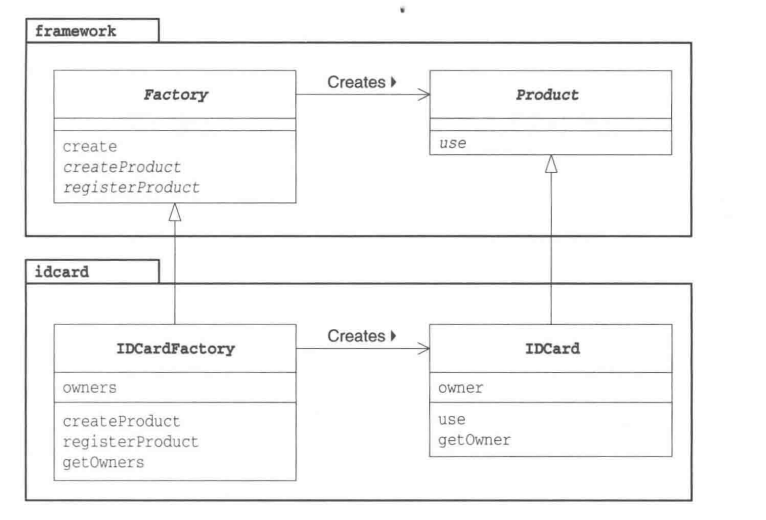 framework
Factory
Creates
Product
create
createProduct
registerProduct
use
idcard
IDCardFactory
Creates
IDCard
owners
owner
createProduct
registerProduct
getOwners
use
getOwner